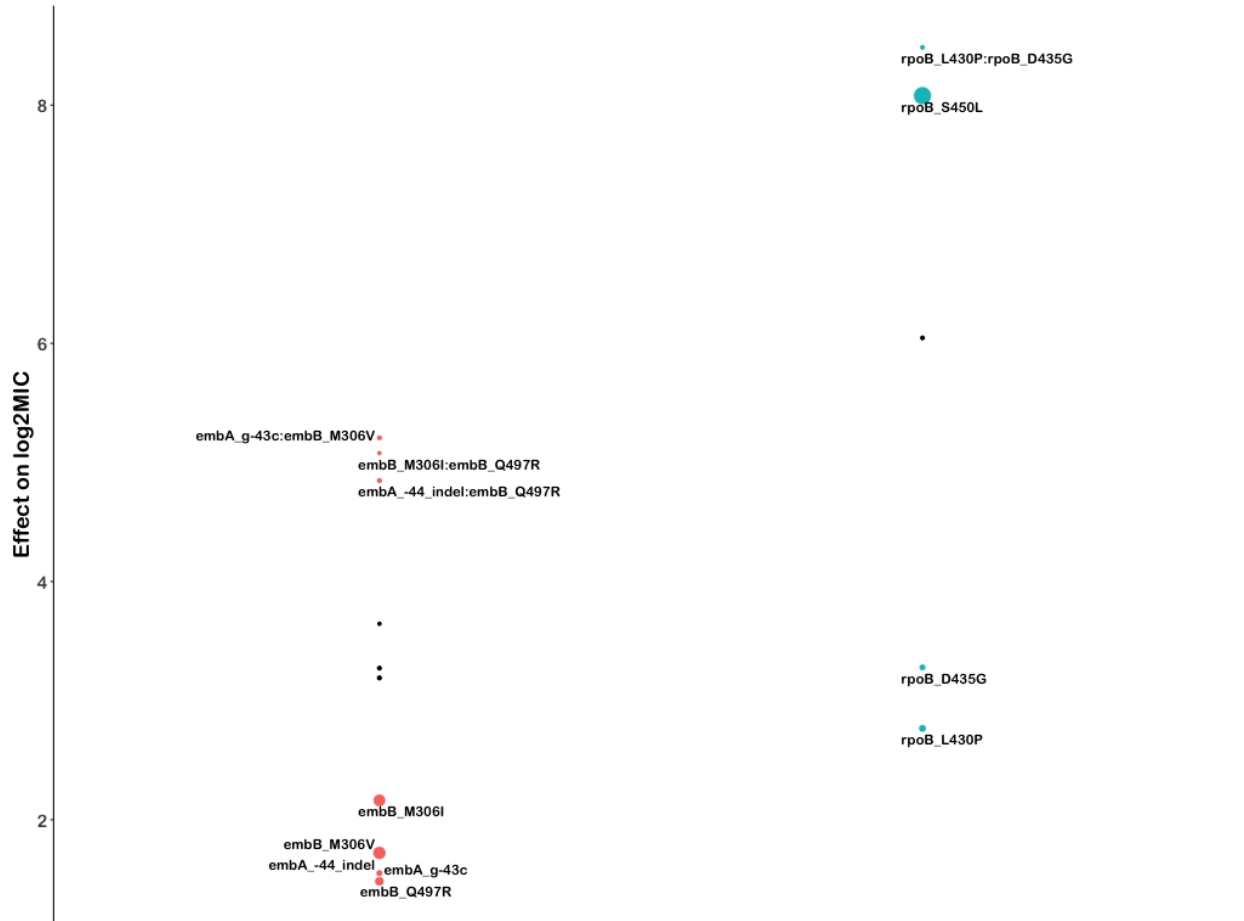 Effect on log2MIC
8
6
4
2
rpoB_L430P:rpoB_D435G
rpoB_S450L
embA_g-43c:embB_M306V
embB_M306I:embB_Q497R
embA_-44_indel:embB_Q497R
rpoB_D435G
rpoB_L430P
embB_M306I
embB_M306V
embA_-44_indel
embA_g-43c
embB_Q497R